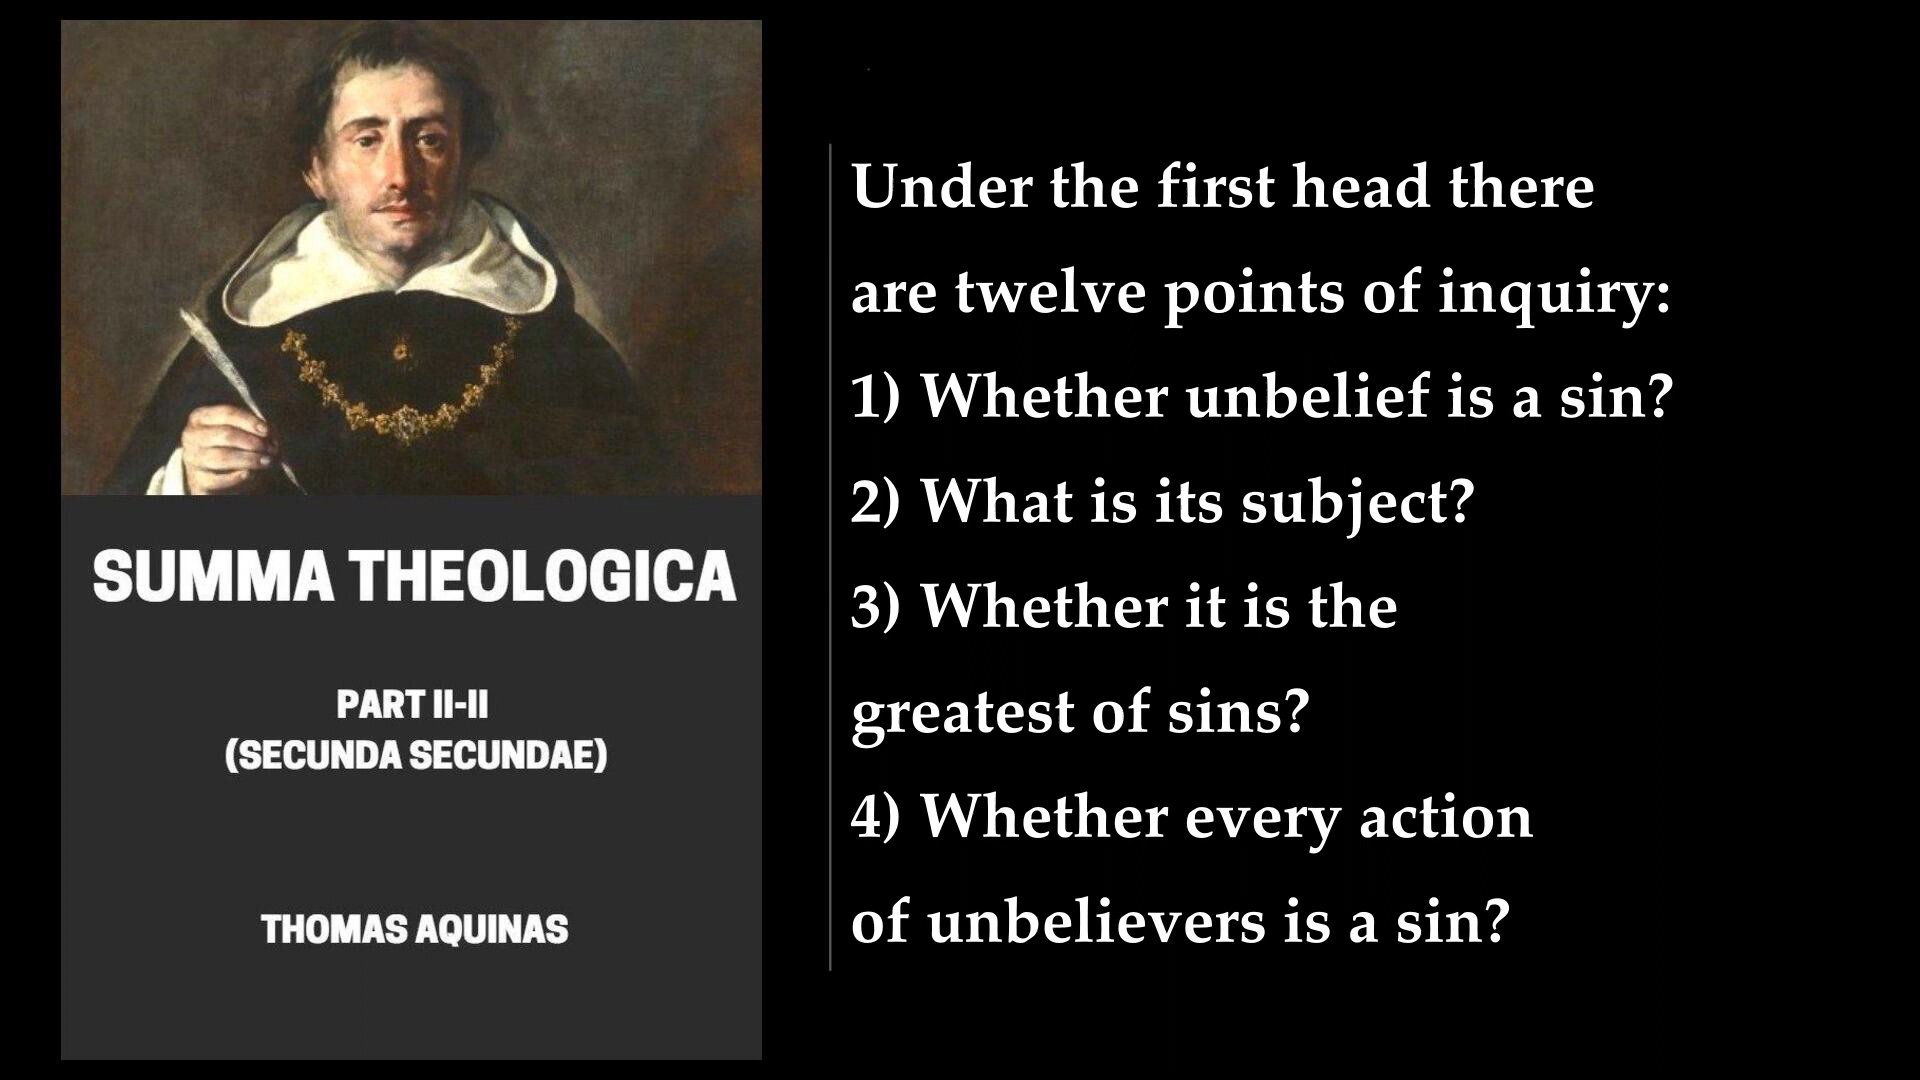 SUMMA THEOLOGICA
PART II-II
(SECUNDA SECUNDAE)
THOMAS AQUINAS
Under the first head there
are twelve points of inquiry:
1) Whether unbelief is a sin?
2) What is its subject?
3) Whether it is the
greatest of sins?
4) Whether every action
of unbelievers is a sin?